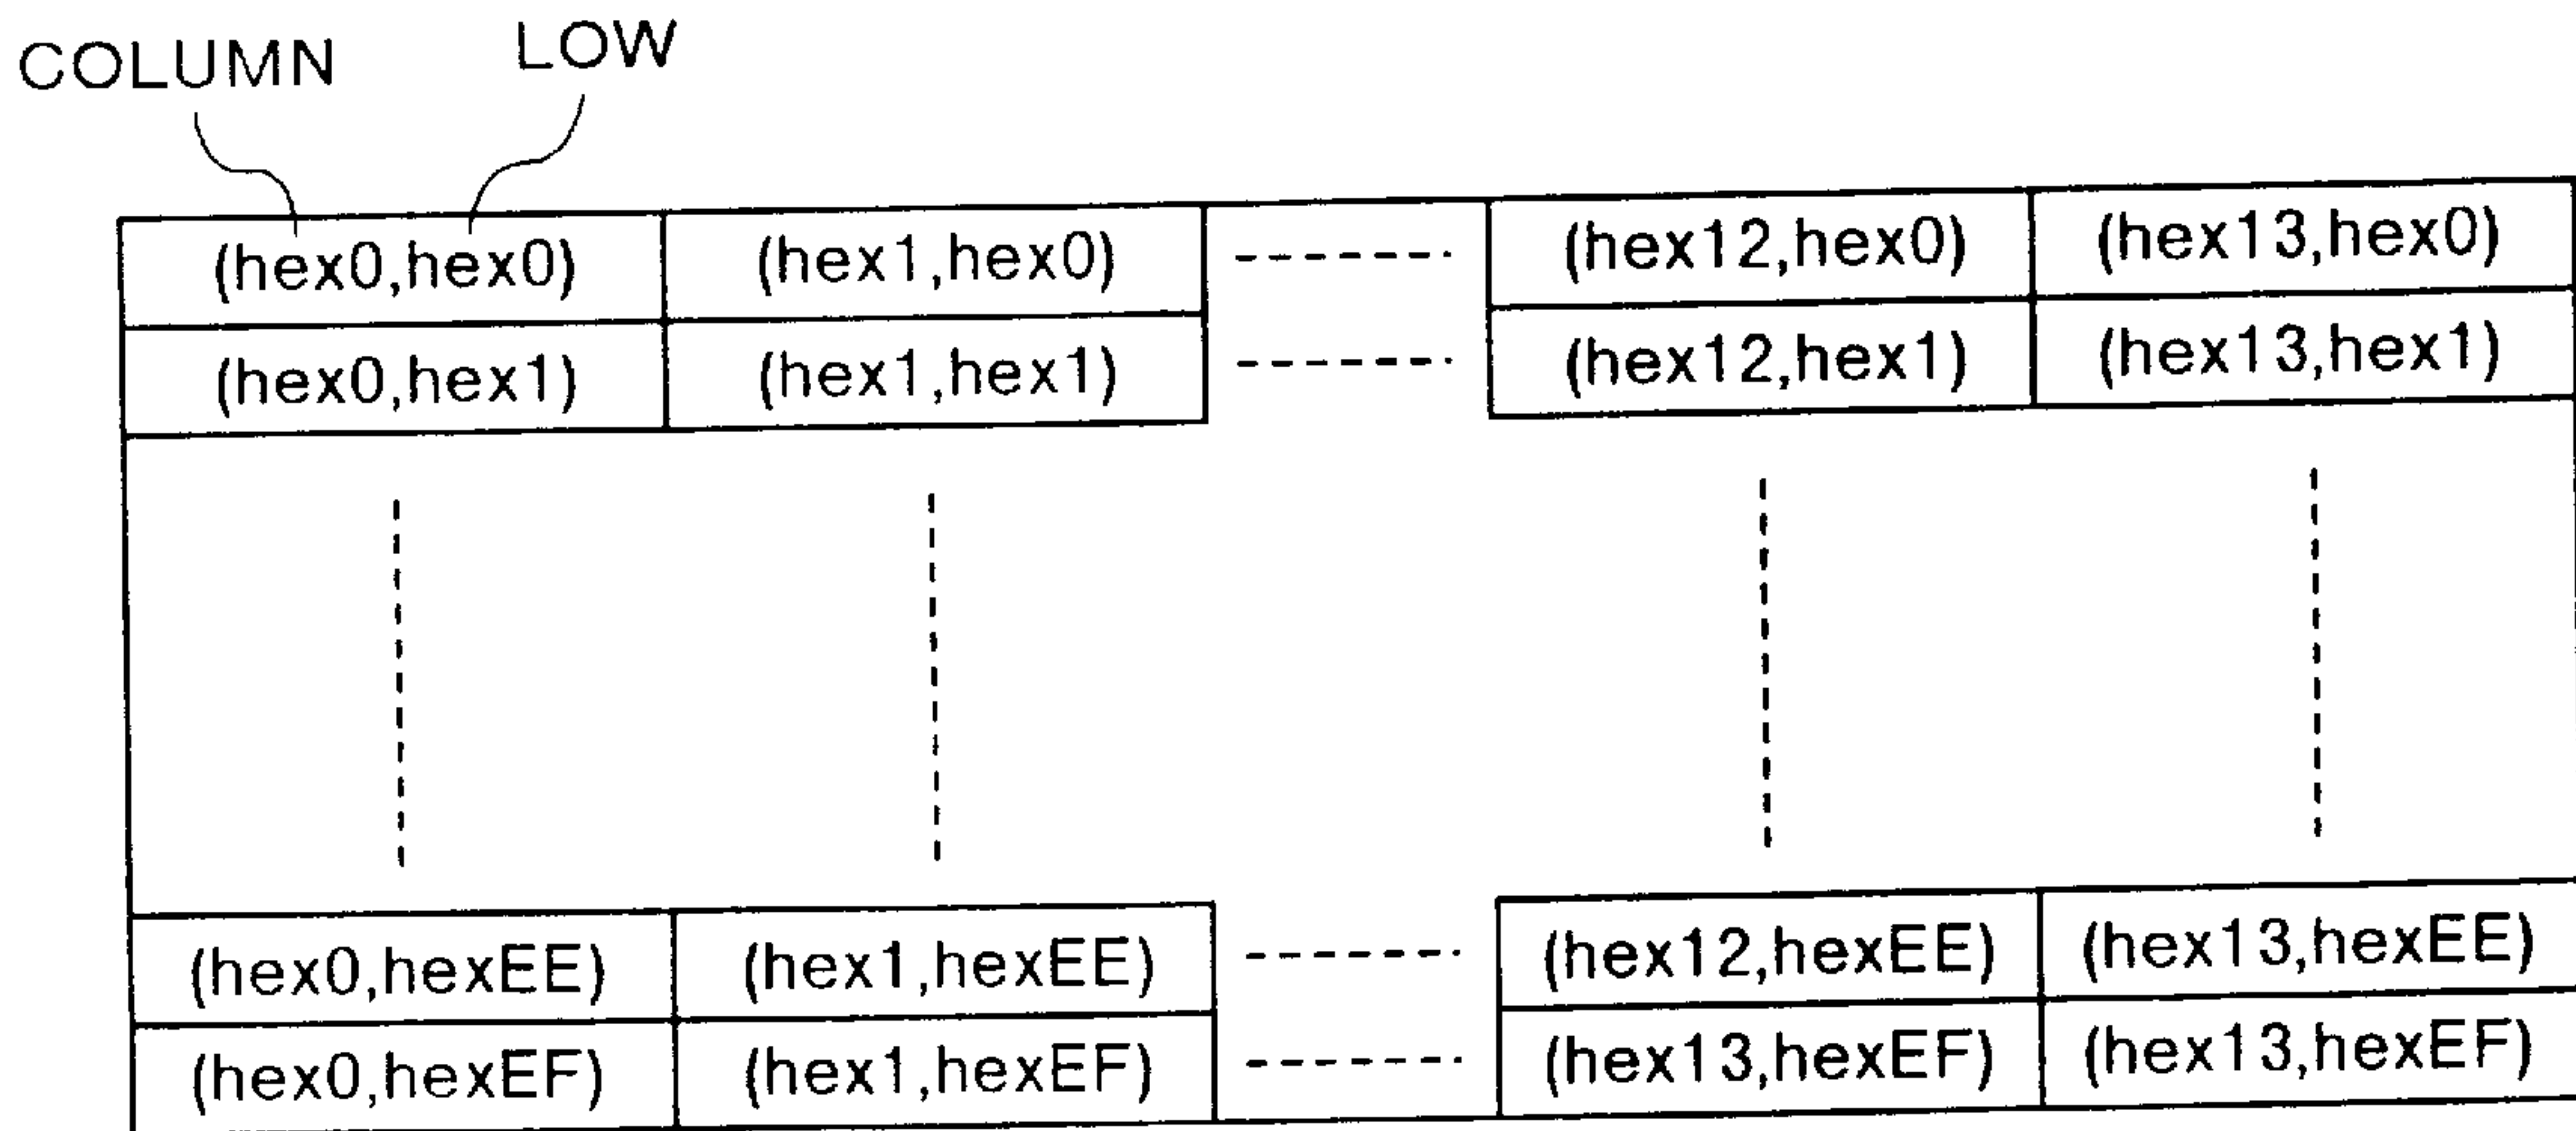 COLUMN LOW
(hex0,hex0) (hex1,hex0) (hex12,hex0) (hex13,hex0)
(hex0,hex1) (hex1,hex1) (hex12,hex1) (hex13,hex1)
(hex0,hexEE) (hex1,hexEE) (hex12,hexEE) (hex13,hexEE)
(hex0,hexEF) (hex1,hexEF) (hex13,hexEF) (hex13,hexEF)